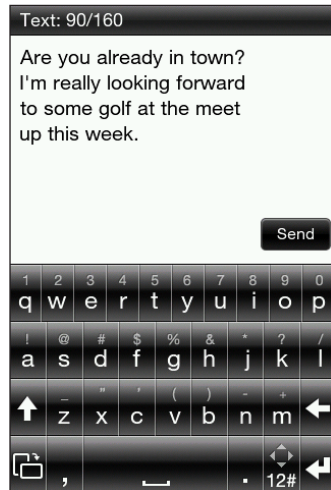 Text: 90/160
Are you already in town?
I'm really looking forward
to some golf at the meet
up this week.
Send
1 2 3 4 5 6 7 8 9 0
q w e r t y u i o p
! @ # $ % & * ? /
a s d f g h j k l
_ " ' ( ) - +
z x c v b n m
, . 12#